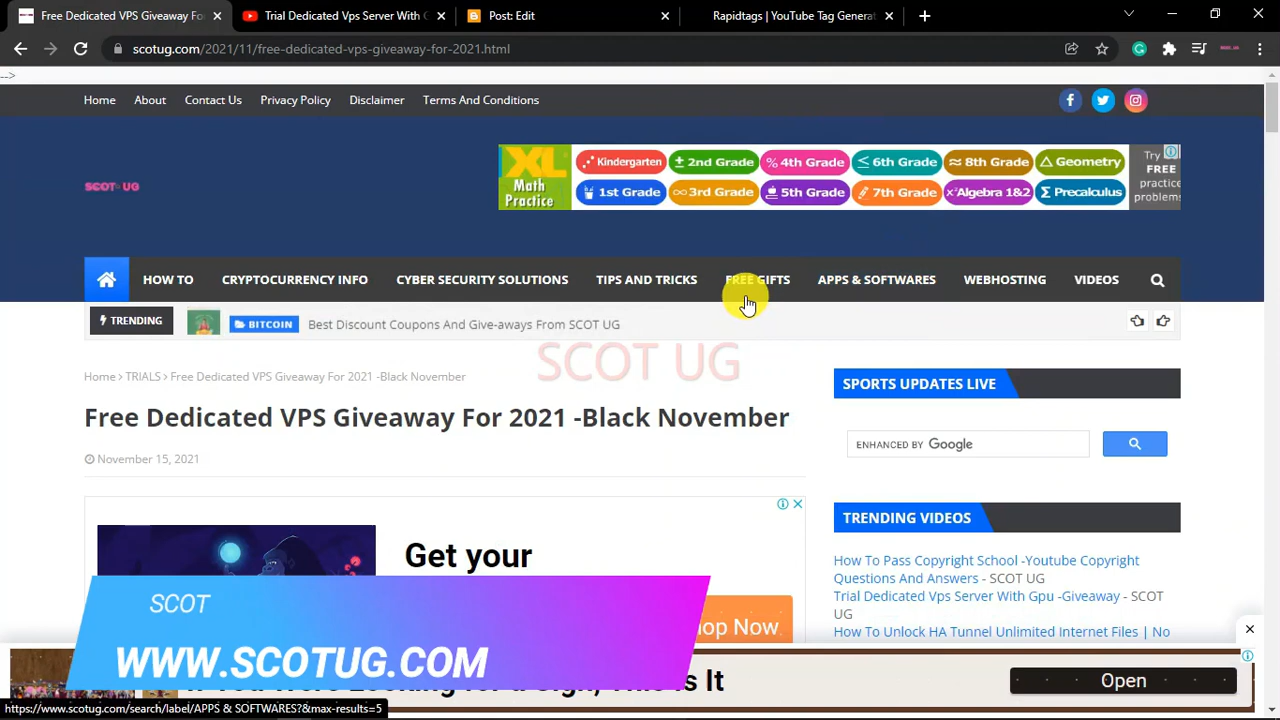 Free Dedicated VPS Giveaway For
Trial Dedicated Vps Server With G
Post: Edit
Rapidtags | YouTube Tag Generat
scotug.com/2021/11/free-dedicated-vps-giveaway-for-2021.html
-->
Home About Contact Us Privacy Policy Disclaimer Terms And Conditions
SCOT UG
XL Math Practice
Kindergarten 2nd Grade 4th Grade 6th Grade 8th Grade Geometry
1st Grade 3rd Grade 5th Grade 7th Grade Algebra 1&2 Precalculus
Try FREE practice problems
HOW TO CRYPTOCURRENCY INFO CYBER SECURITY SOLUTIONS TIPS AND TRICKS FREE GIFTS APPS & SOFTWARES WEBHOSTING VIDEOS
TRENDING BITCOIN Best Discount Coupons And Give-aways From SCOT UG
SCOT UG
Home > TRIALS > Free Dedicated VPS Giveaway For 2021 -Black November
Free Dedicated VPS Giveaway For 2021 -Black November
November 15, 2021
SPORTS UPDATES LIVE
ENHANCED BY Google
TRENDING VIDEOS
How To Pass Copyright School -Youtube Copyright
Questions And Answers - SCOT UG
Trial Dedicated Vps Server With Gpu -Giveaway - SCOT
UG
How To Unlock HA Tunnel Unlimited Internet Files | No
Get your
hop Now
SCOT
WWW.SCOTUG.COM
This Is It
Open
https://www.scotug.com/search/label/APPS & SOFTWARES?&max-results=5